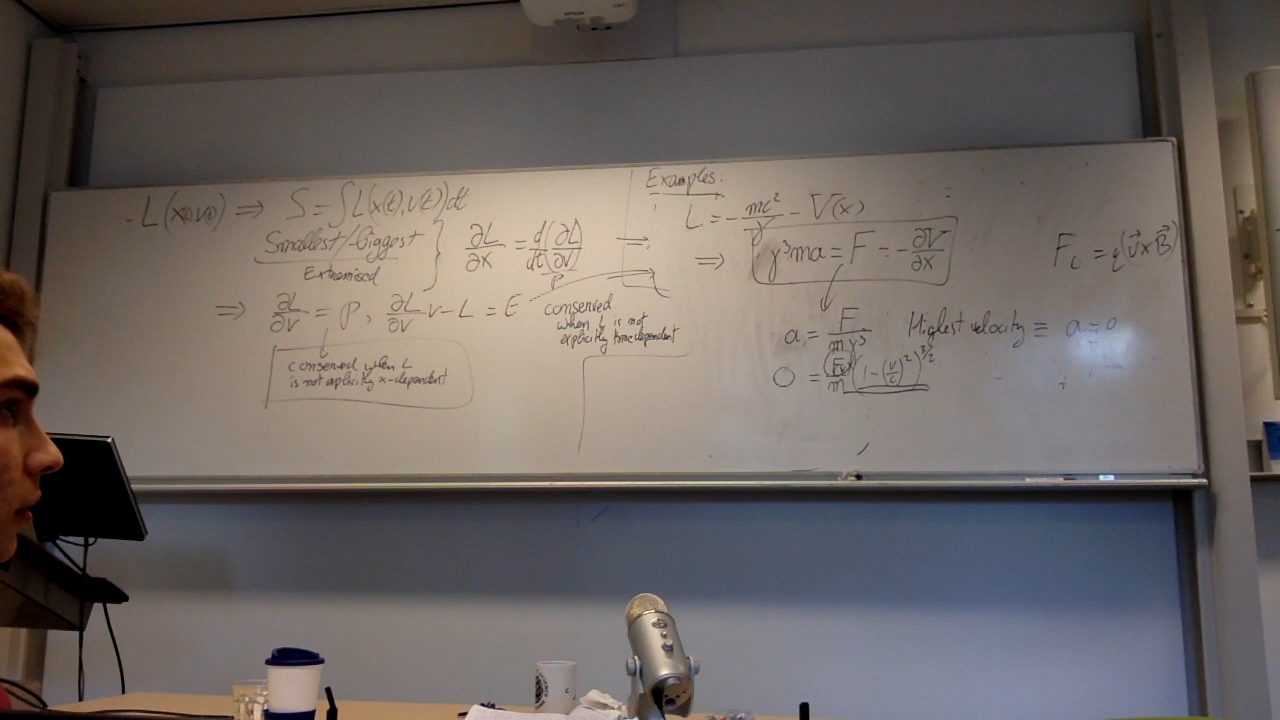 L(x(t),v(t)) ⇒ S = ∫L(x(t),v(t))dt
Smallest/Biggest
Extremised
} ∂L/∂x = d/dt(∂L/∂v) ⇒
P
⇒ ∂L/∂v = P, ∂L/∂v v - L = E
conserved
when L is not
explicitly time dependent
conserved when L
is not explicitly x-dependent
Examples:
L = -mc²/γ - V(x)
⇒ γ³ma = F = -∂V/∂x
a = F/mγ³ Highest velocity = a = 0
0 = F/m (1-(v/c)²)^3/2
F_L = q(v⃗ x B⃗)